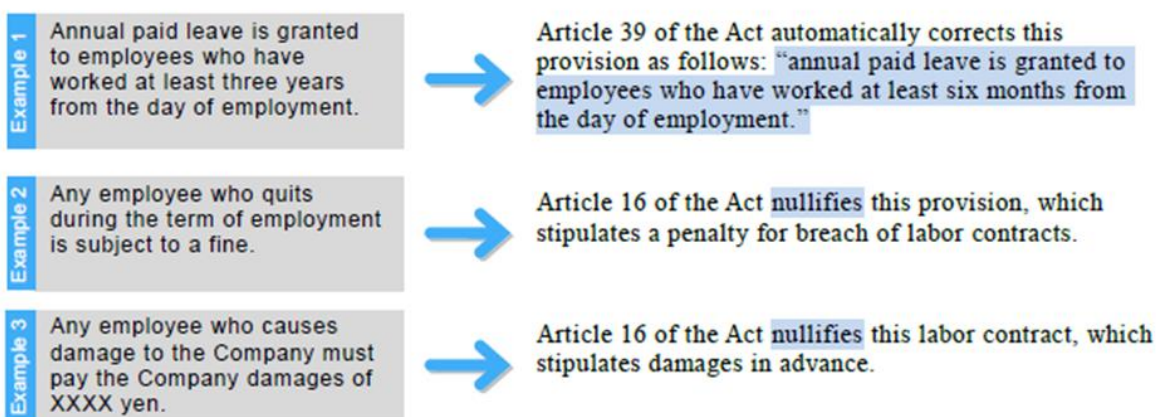 Example 1
Annual paid leave is granted
to employees who have
worked at least three years
from the day of employment.
Article 39 of the Act automatically corrects this
provision as follows: “annual paid leave is granted to
employees who have worked at least six months from
the day of employment.”
Example 2
Any employee who quits
during the term of employment
is subject to a fine.
Article 16 of the Act nullifies this provision, which
stipulates a penalty for breach of labor contracts.
Example 3
Any employee who causes
damage to the Company must
pay the Company damages of
XXXX yen.
Article 16 of the Act nullifies this labor contract, which
stipulates damages in advance.